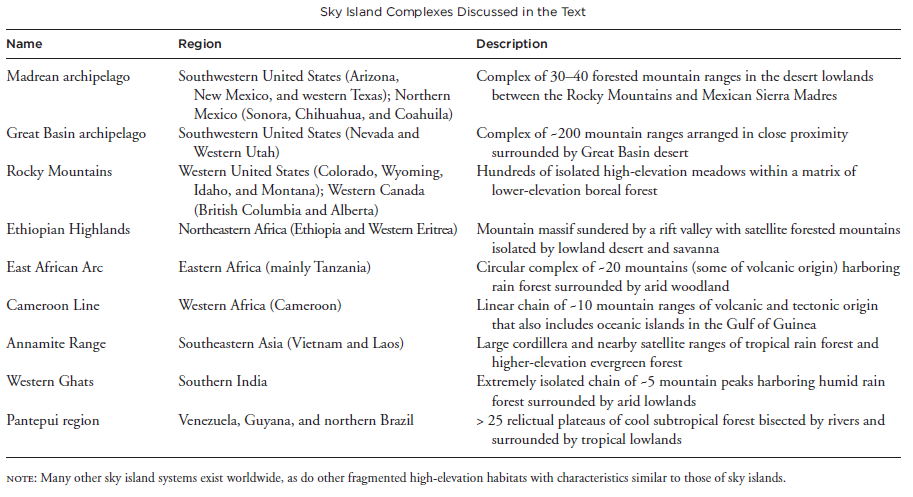 Sky Island Complexes Discussed in the Text
Name Region Description
Madrean archipelago Southwestern United States (Arizona, Complex of 30–40 forested mountain ranges in the desert lowlands
New Mexico, and western Texas); Northern between the Rocky Mountains and Mexican Sierra Madres
Mexico (Sonora, Chihuahua, and Coahuila)
Great Basin archipelago Southwestern United States (Nevada and Complex of ~200 mountain ranges arranged in close proximity
Western Utah) surrounded by Great Basin desert
Rocky Mountains Western United States (Colorado, Wyoming, Hundreds of isolated high-elevation meadows within a matrix of
Idaho, and Montana); Western Canada lower-elevation boreal forest
(British Columbia and Alberta)
Ethiopian Highlands Northeastern Africa (Ethiopia and Western Eritrea) Mountain massif sundered by a rift valley with satellite forested mountains
isolated by lowland desert and savanna
East African Arc Eastern Africa (mainly Tanzania) Circular complex of ~20 mountains (some of volcanic origin) harboring
rain forest surrounded by arid woodland
Cameroon Line Western Africa (Cameroon) Linear chain of ~10 mountain ranges of volcanic and tectonic origin
that also includes oceanic islands in the Gulf of Guinea
Annamite Range Southeastern Asia (Vietnam and Laos) Large cordillera and nearby satellite ranges of tropical rain forest and
higher-elevation evergreen forest
Western Ghats Southern India Extremely isolated chain of ~5 mountain peaks harboring humid rain
forest surrounded by arid lowlands
Pantepui region Venezuela, Guyana, and northern Brazil > 25 relictual plateaus of cool subtropical forest bisected by rivers and
surrounded by tropical lowlands
NOTE: Many other sky island systems exist worldwide, as do other fragmented high-elevation habitats with characteristics similar to those of sky islands.